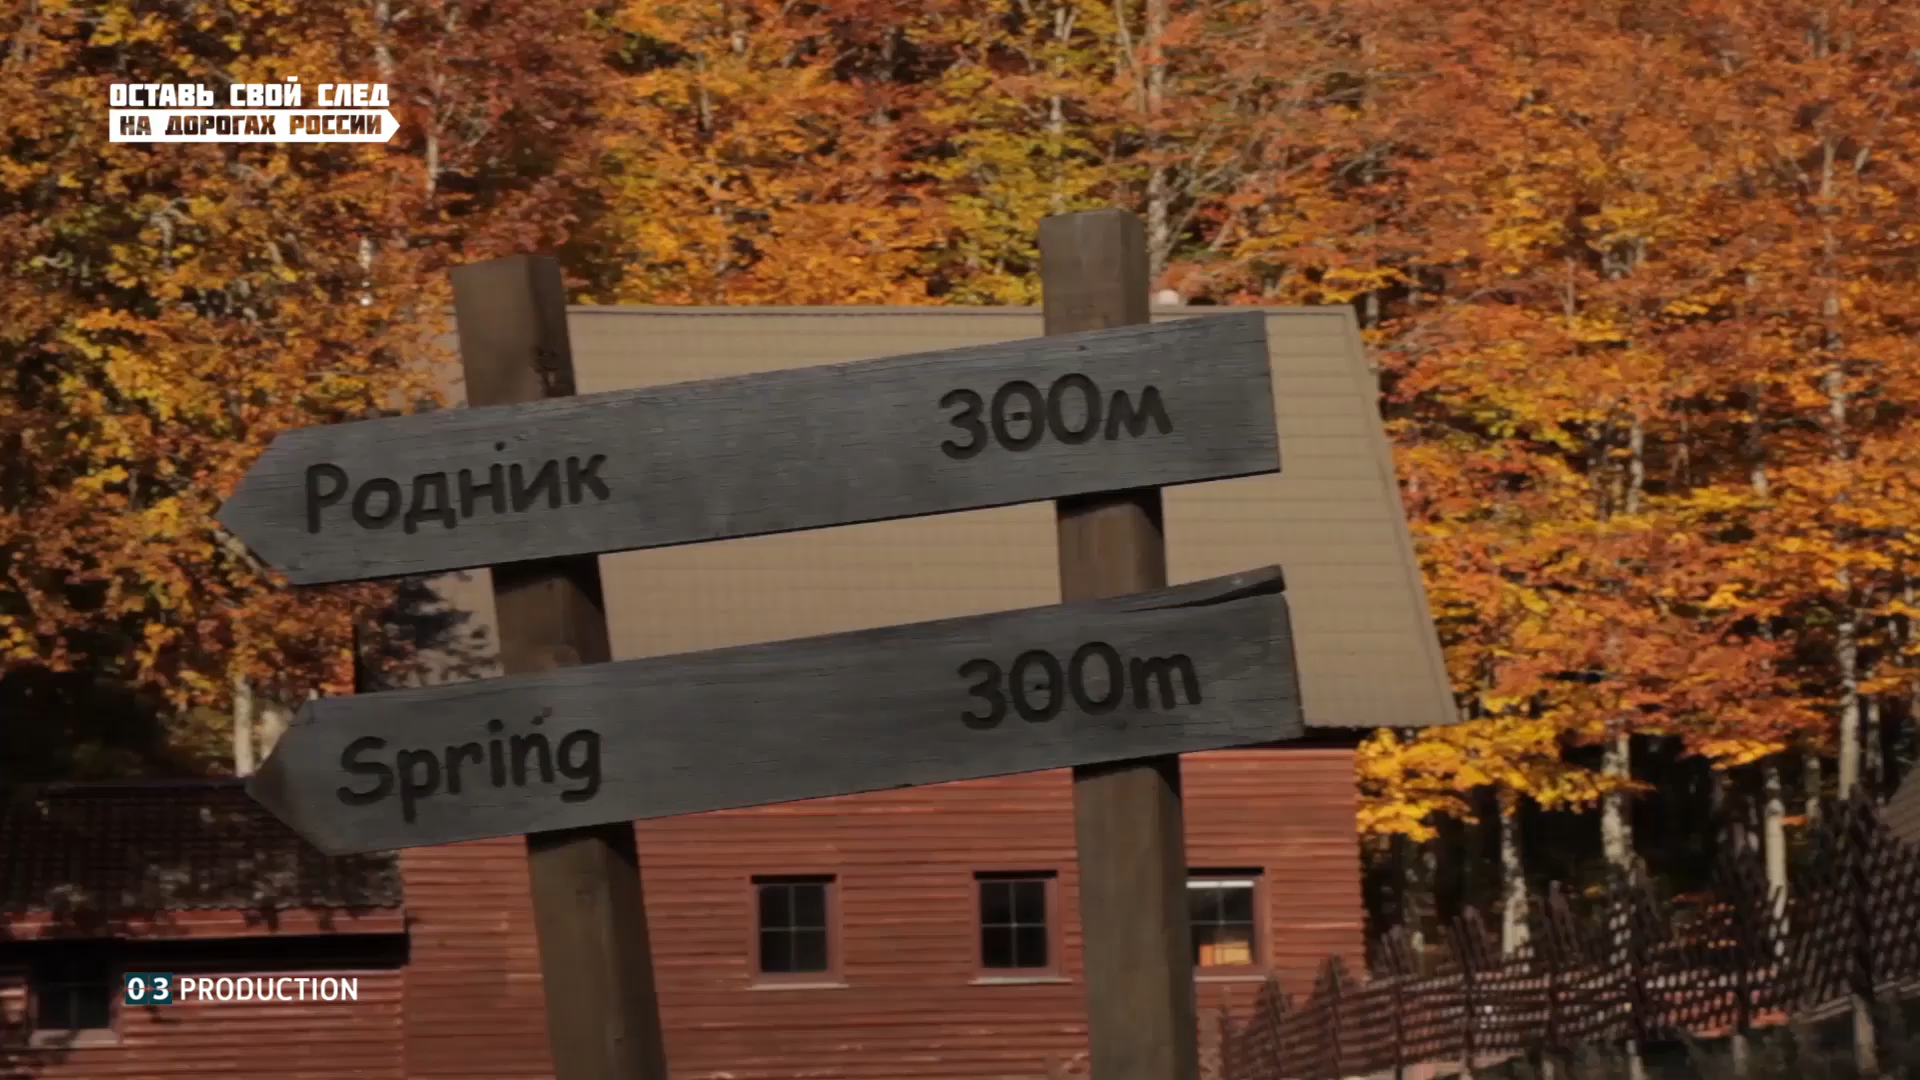 ОСТАВЬ СВОЙ СЛЕД
НА ДОРОГАХ РОССИИ
Родник 300м
Spring 300m
03 PRODUCTION